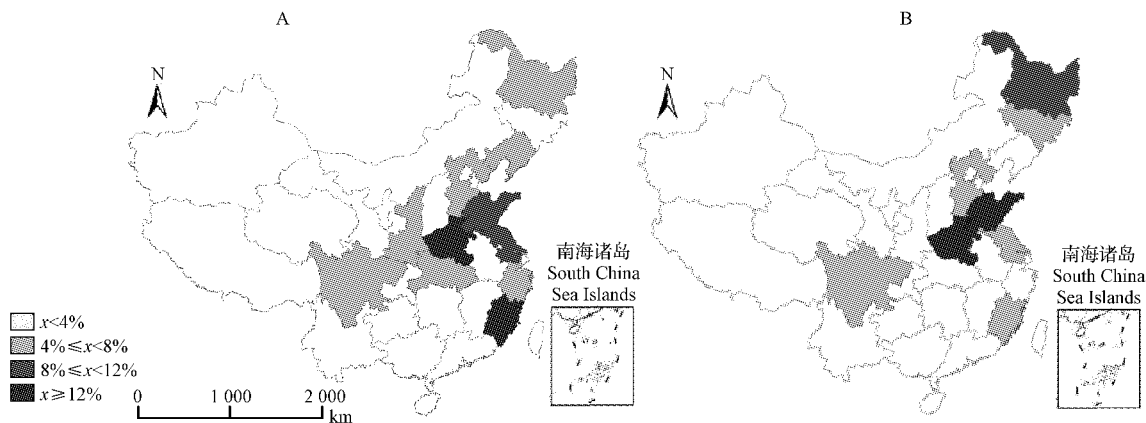 A
B
N
N
南海诸岛
South China
Sea Islands
南海诸岛
South China
Sea Islands
x<4%
4%≤x<8%
8%≤x<12%
x≥12%
0 1 000 2 000
km